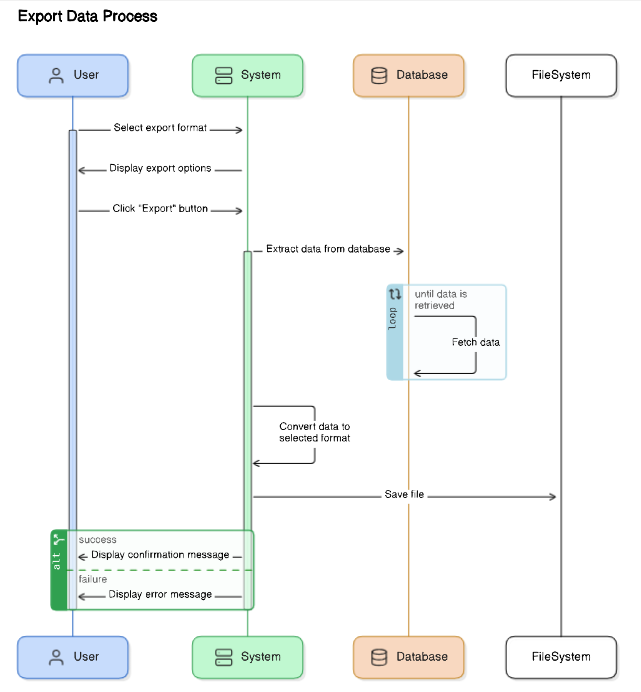 Export Data Process
User
System
Database
FileSystem
Select export format
Display export options
Click "Export" button
Extract data from database
loop
until data is
retrieved
Fetch data
Convert data to
selected format
Save file
alt
success
Display confirmation message
failure
Display error message
User
System
Database
FileSystem